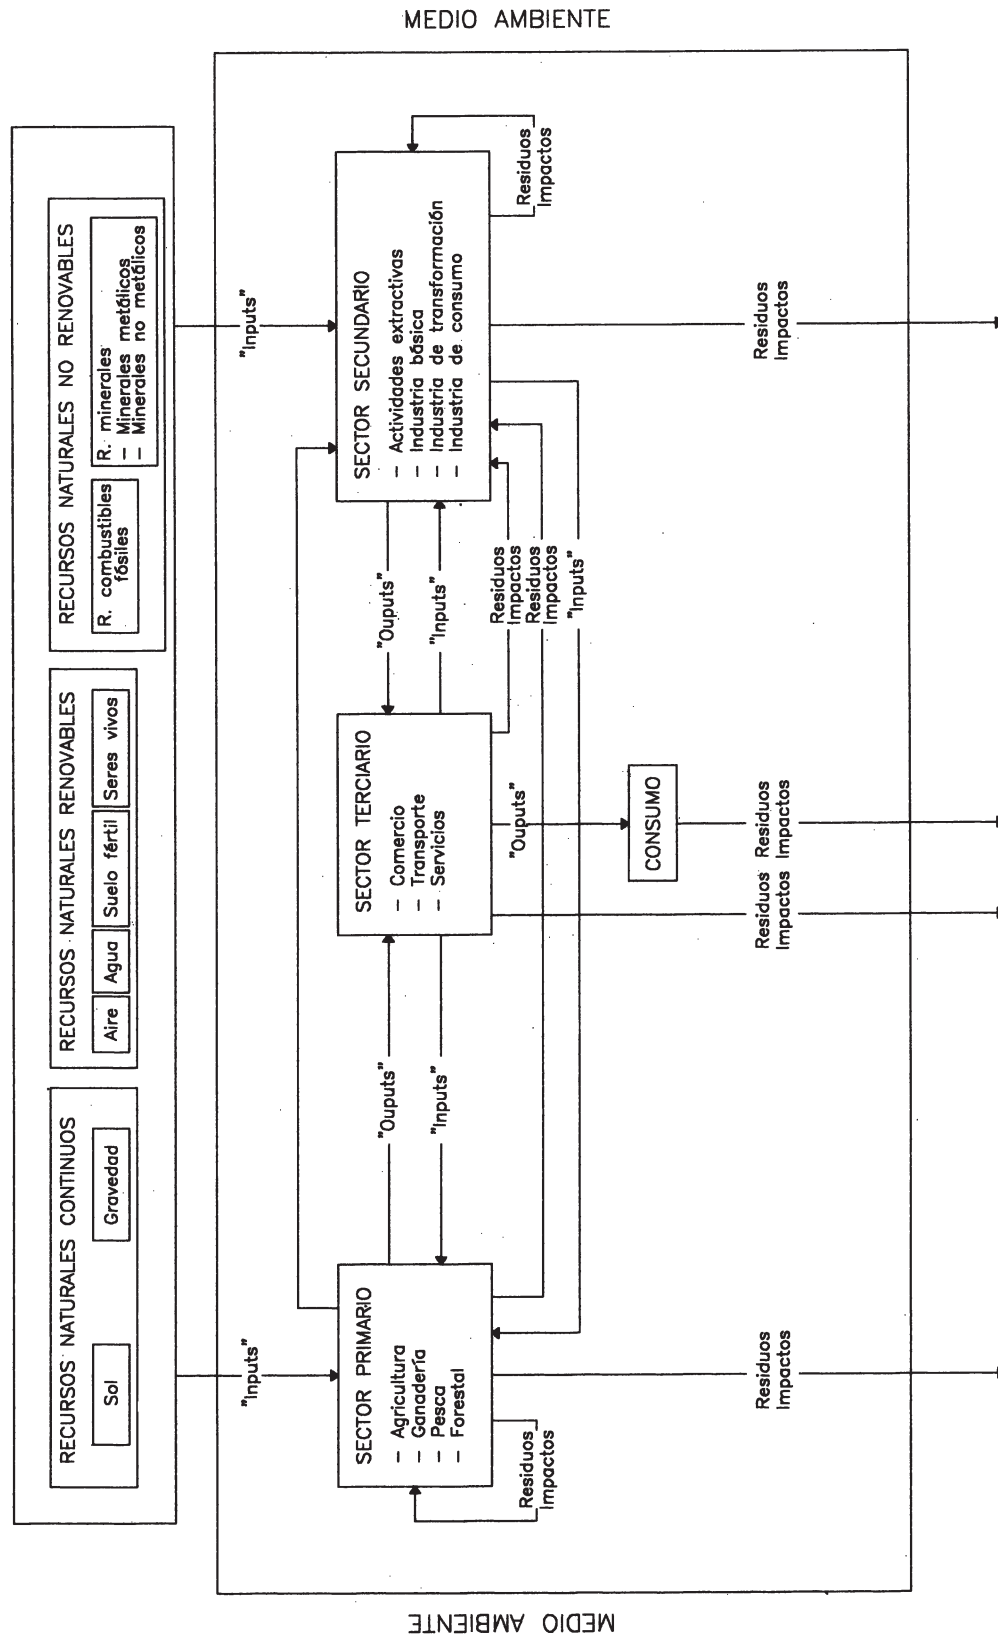 MEDIO AMBIENTE
RECURSOS NATURALES CONTINUOS
Sol
Gravedad
RECURSOS NATURALES RENOVABLES
Aire
Agua
Suelo fértil
Seres vivos
RECURSOS NATURALES NO RENOVABLES
R. combustibles
fósiles
R. minerales
– Minerales metálicos
– Minerales no metálicos
"Inputs"
"Inputs"
SECTOR PRIMARIO
– Agricultura
– Ganadería
– Pesca
– Forestal
"Ouputs"
"Inputs"
SECTOR TERCIARIO
– Comercio
– Transporte
– Servicios
"Ouputs"
"Inputs"
SECTOR SECUNDARIO
– Actividades extractivas
– Industria básica
– Industria de transformación
– Industria de consumo
Residuos
Impactos
"Ouputs"
Residuos
Impactos
Residuos
Impactos
"Inputs"
Residuos
Impactos
CONSUMO
Residuos
Impactos
Residuos
Impactos
Residuos
Impactos
Residuos
Impactos
MEDIO AMBIENTE